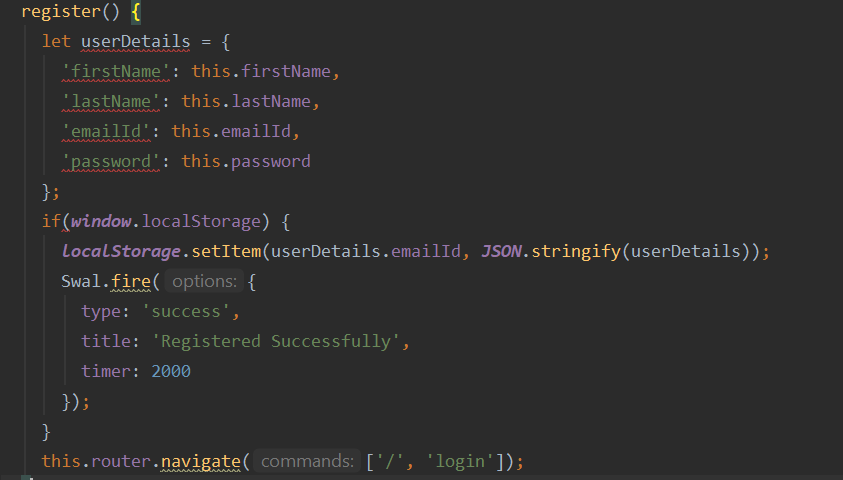 register() {
let userDetails = {
'firstName': this.firstName,
'lastName': this.lastName,
'emailId': this.emailId,
'password': this.password
};
if(window.localStorage) {
localStorage.setItem(userDetails.emailId, JSON.stringify(userDetails));
Swal.fire( options: {
type: 'success',
title: 'Registered Successfully',
timer: 2000
});
}
this.router.navigate( commands: ['/', 'login']);